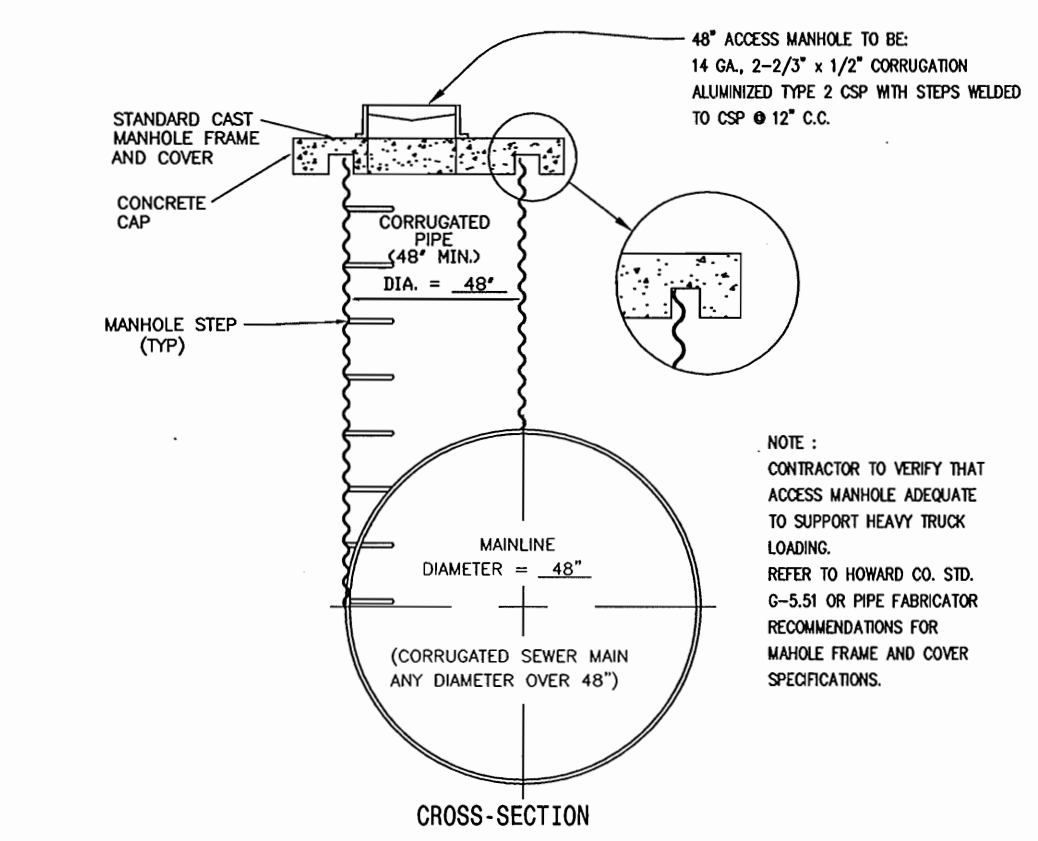 48" ACCESS MANHOLE TO BE:
14 GA., 2-2/3" x 1/2" CORRUGATION
ALUMINIZED TYPE 2 CSP WITH STEPS WELDED
TO CSP @ 12" C.C.
STANDARD CAST
MANHOLE FRAME
AND COVER
CONCRETE
CAP
CORRUGATED
PIPE
(48" MIN.)
DIA. = 48"
MANHOLE STEP
(TYP)
NOTE :
CONTRACTOR TO VERIFY THAT
ACCESS MANHOLE ADEQUATE
TO SUPPORT HEAVY TRUCK
LOADING.
REFER TO HOWARD CO. STD.
G-5.51 OR PIPE FABRICATOR
RECOMMENDATIONS FOR
MAHOLE FRAME AND COVER
SPECIFICATIONS.
MAINLINE
DIAMETER = 48"
(CORRUGATED SEWER MAIN
ANY DIAMETER OVER 48")
CROSS-SECTION